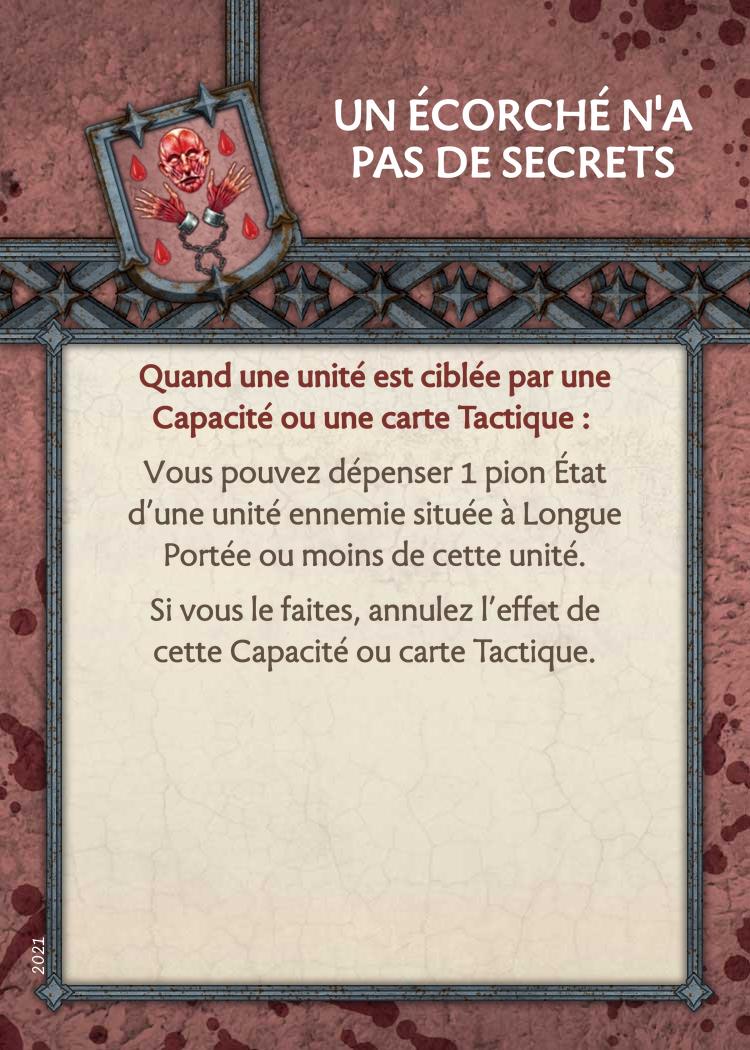 UN ÉCORCHÉ N'A
PAS DE SECRETS
Quand une unité est ciblée par une
Capacité ou une carte Tactique :
Vous pouvez dépenser 1 pion État
d’une unité ennemie située à Longue
Portée ou moins de cette unité.
Si vous le faites, annulez l’effet de
cette Capacité ou carte Tactique.
2021